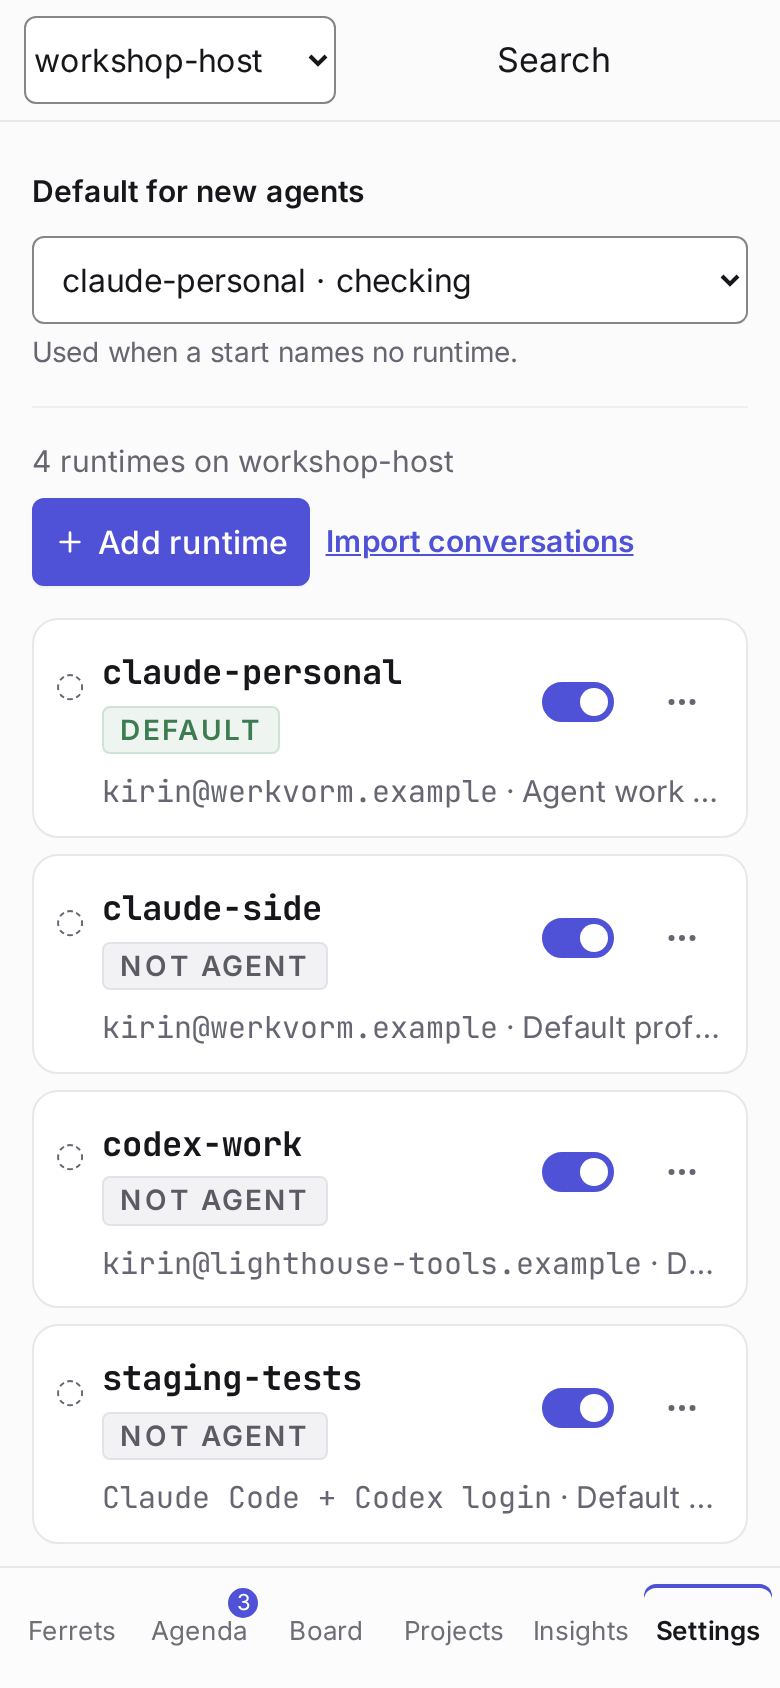 workshop-host
Search
Default for new agents
claude-personal · checking
Used when a start names no runtime.
4 runtimes on workshop-host
+ Add runtime
Import conversations
claude-personal
DEFAULT
kirin@werkvorm.example · Agent work ...
claude-side
NOT AGENT
kirin@werkvorm.example · Default prof...
codex-work
NOT AGENT
kirin@lighthouse-tools.example · D...
staging-tests
NOT AGENT
Claude Code + Codex login · Default ...
3
Ferrets Agenda Board Projects Insights Settings